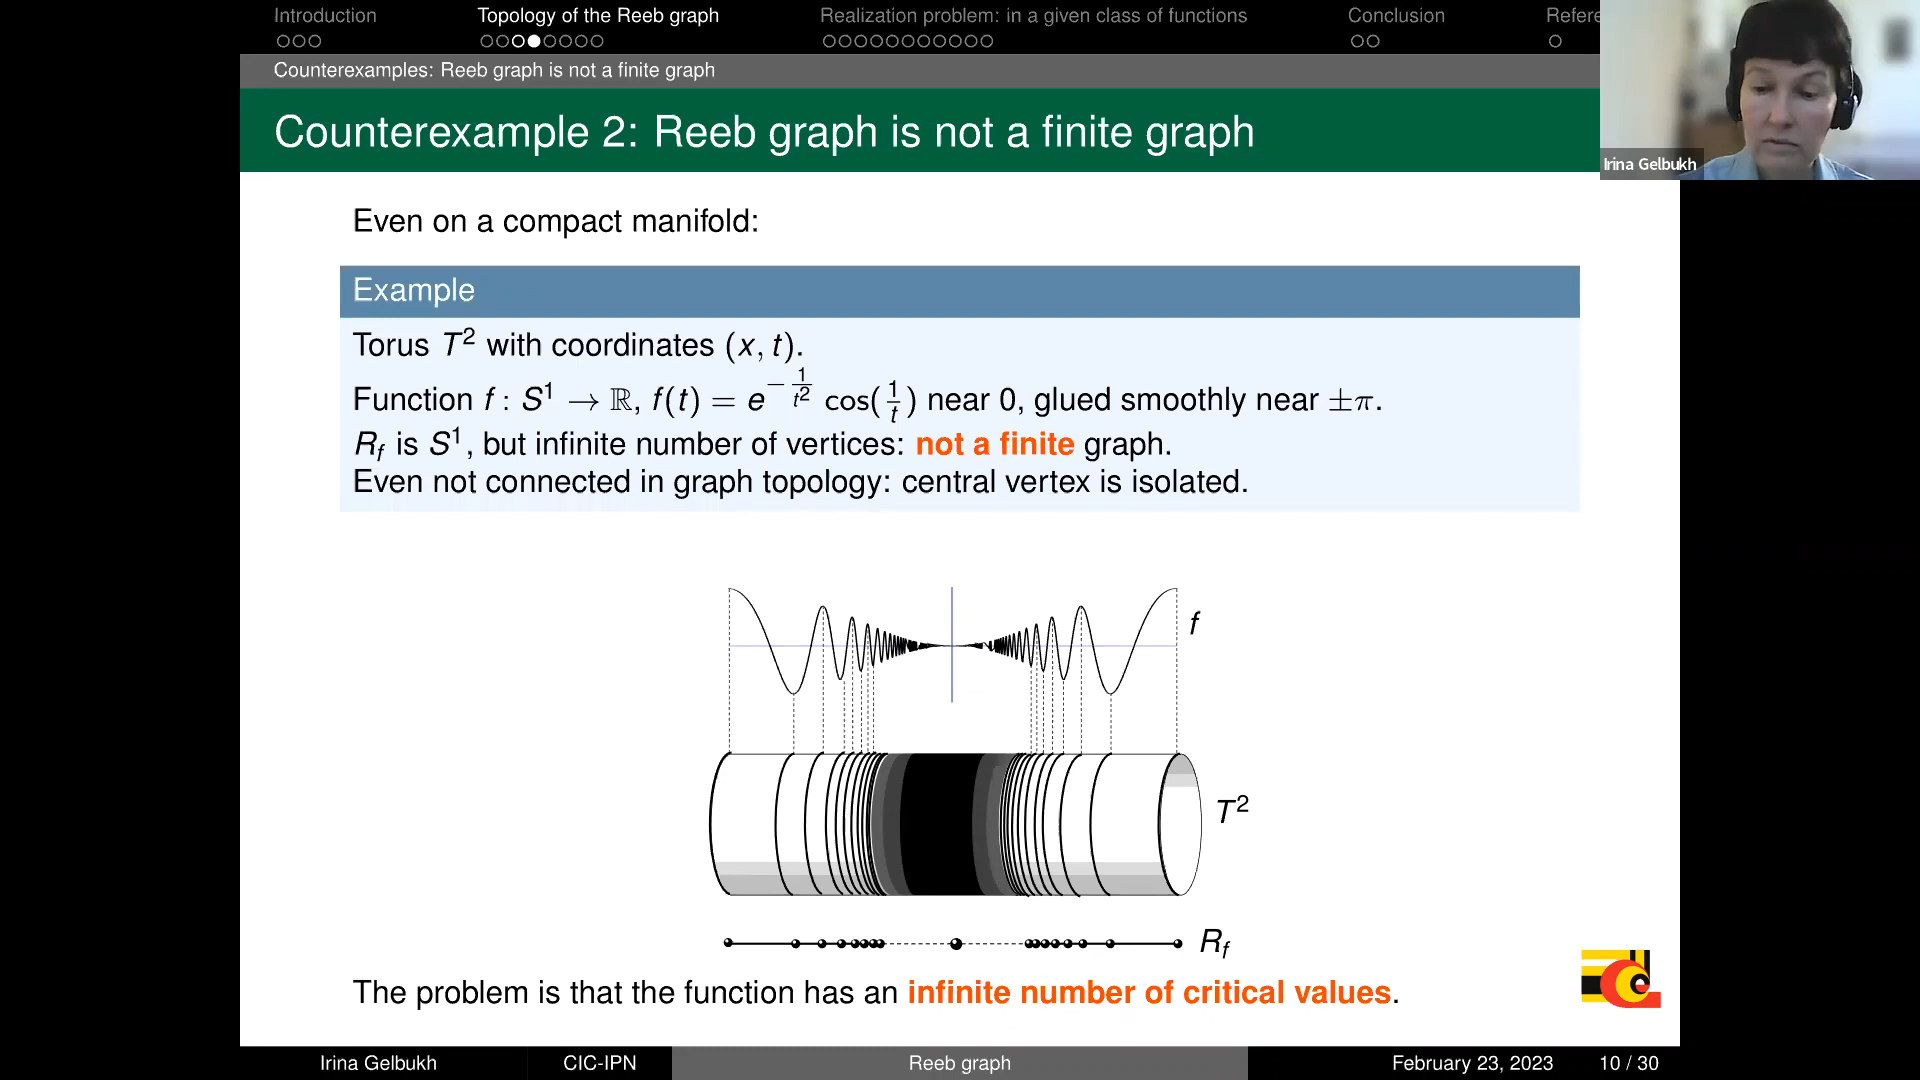 Introduction
Topology of the Reeb graph
Realization problem: in a given class of functions
Conclusion
Refere
Counterexamples: Reeb graph is not a finite graph
Counterexample 2: Reeb graph is not a finite graph
Irina Gelbukh
Even on a compact manifold:
Example
Torus T² with coordinates (x, t).
Function f : S¹ → ℝ, f(t) = e^{−1/t²} cos(1/t) near 0, glued smoothly near ±π.
R_f is S¹, but infinite number of vertices: not a finite graph.
Even not connected in graph topology: central vertex is isolated.
f
T²
R_f
The problem is that the function has an infinite number of critical values.
Irina Gelbukh
CIC-IPN
Reeb graph
February 23, 2023
10 / 30